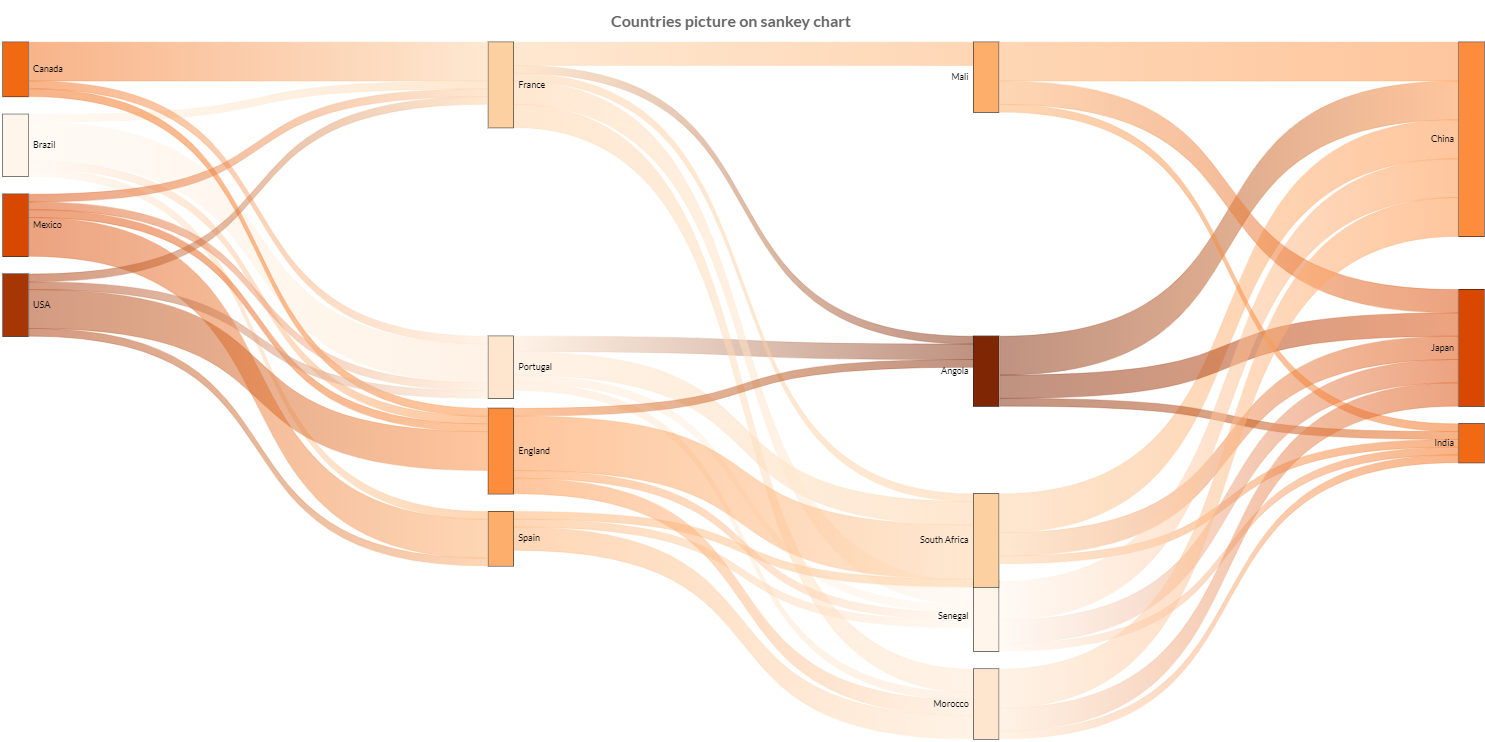 Countries picture on sankey chart
Canada
Brazil
Mexico
USA
France
Portugal
England
Spain
Mali
Angola
South Africa
Senegal
Morocco
China
Japan
India